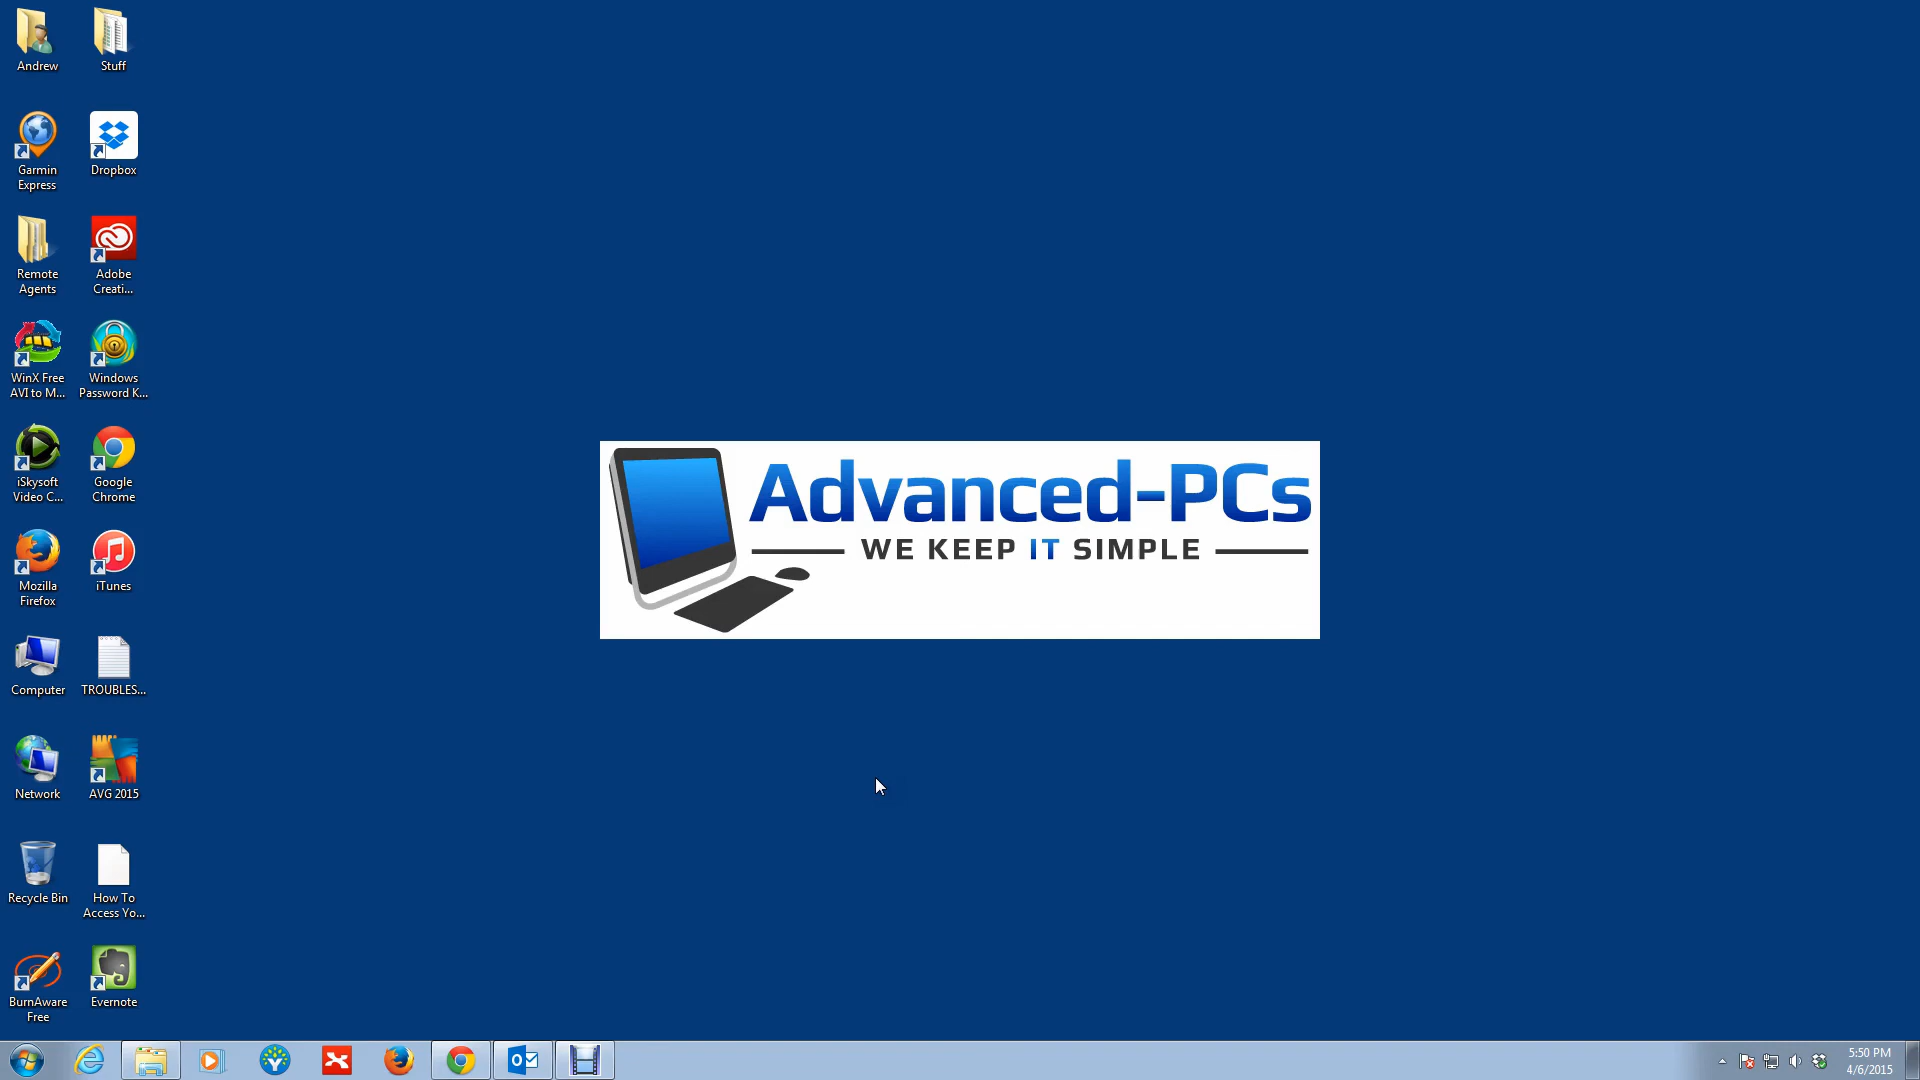 Andrew
Stuff
Garmin
Express
Dropbox
Remote
Agents
Adobe
Creati...
WinX Free
AVI to M...
Windows
Password K...
iSkysoft
Video C...
Google
Chrome
Mozilla
Firefox
iTunes
Computer
TROUBLES...
Network
AVG 2015
Recycle Bin
How To
Access Yo...
BurnAware
Free
Evernote
Advanced-PCs
WE KEEP IT SIMPLE
5:50 PM
4/6/2015